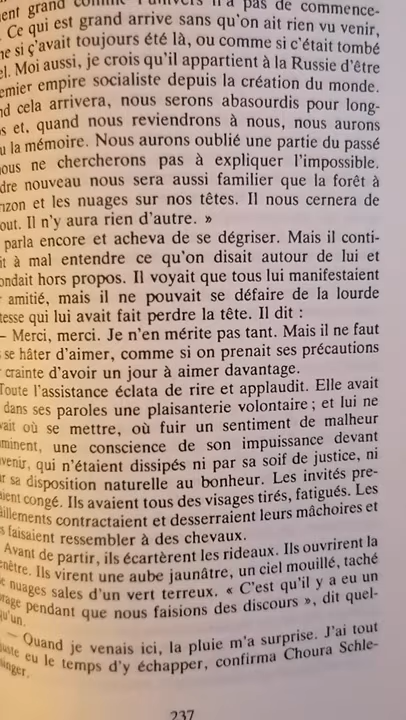 ent grand comme l'univers n'a pas de commence-
. Ce qui est grand arrive sans qu'on ait rien vu venir,
ne si ç'avait toujours été là, ou comme si c'était tombé
el. Moi aussi, je crois qu'il appartient à la Russie d'être
emier empire socialiste depuis la création du monde.
nd cela arrivera, nous serons abasourdis pour long-
s et, quand nous reviendrons à nous, nous aurons
u la mémoire. Nous aurons oublié une partie du passé
ous ne chercherons pas à expliquer l'impossible.
dre nouveau nous sera aussi familier que la forêt à
nzon et les nuages sur nos têtes. Il nous cernera de
out. Il n'y aura rien d'autre. »
parla encore et acheva de se dégriser. Mais il conti-
it à mal entendre ce qu'on disait autour de lui et
ondait hors propos. Il voyait que tous lui manifestaient
amitié, mais il ne pouvait se défaire de la lourde
tesse qui lui avait fait perdre la tête. Il dit :
– Merci, merci. Je n'en mérite pas tant. Mais il ne faut
se hâter d'aimer, comme si on prenait ses précautions
crainte d'avoir un jour à aimer davantage.
Toute l'assistance éclata de rire et applaudit. Elle avait
dans ses paroles une plaisanterie volontaire ; et lui ne
vait où se mettre, où fuir un sentiment de malheur
minent, une conscience de son impuissance devant
venir, qui n'étaient dissipés ni par sa soif de justice, ni
r sa disposition naturelle au bonheur. Les invités pre-
aient congé. Ils avaient tous des visages tirés, fatigués. Les
âillements contractaient et desserraient leurs mâchoires et
s faisaient ressembler à des chevaux.
Avant de partir, ils écartèrent les rideaux. Ils ouvrirent la
enêtre. Ils virent une aube jaunâtre, un ciel mouillé, taché
e nuages sales d'un vert terreux. « C'est qu'il y a eu un
rage pendant que nous faisions des discours », dit quel-
qu'un.
– Quand je venais ici, la pluie m'a surprise. J'ai tout
juste eu le temps d'y échapper, confirma Choura Schle-
singer.
237